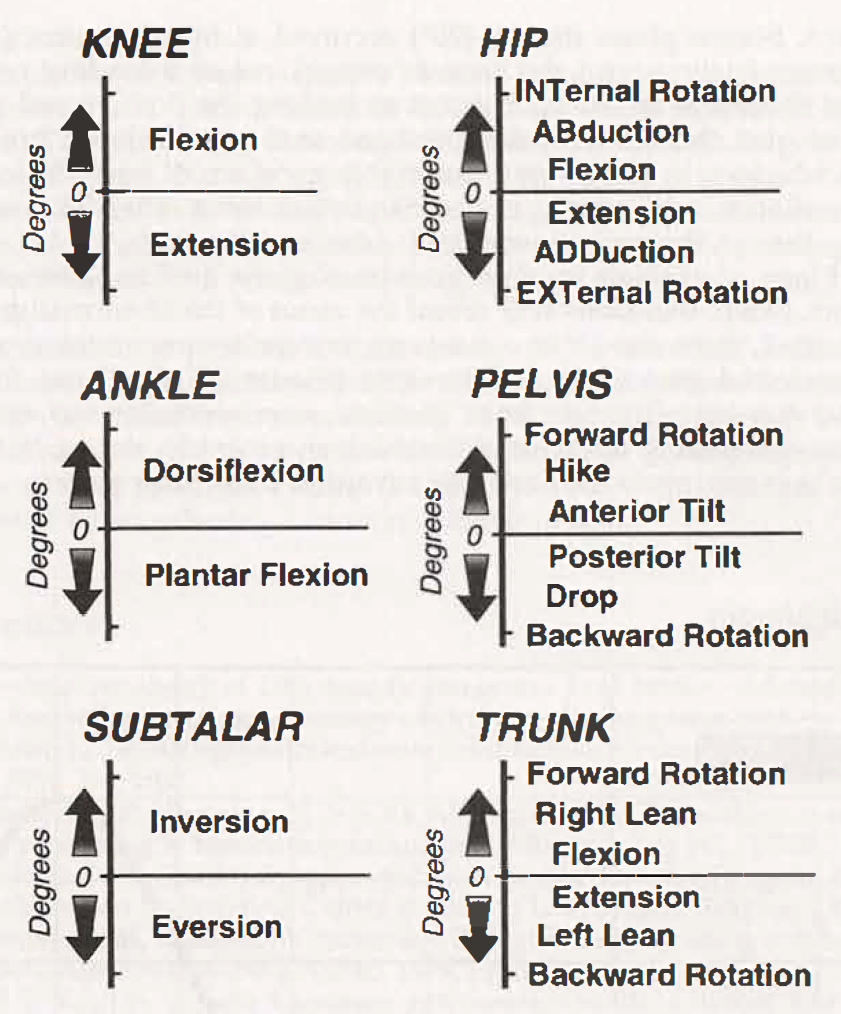 KNEE
Flexion
Degrees
0
Extension
HIP
INTernal Rotation
ABduction
Flexion
Degrees
0
Extension
ADDuction
EXTernal Rotation
ANKLE
Dorsiflexion
Degrees
0
Plantar Flexion
PELVIS
Forward Rotation
Hike
Anterior Tilt
Degrees
0
Posterior Tilt
Drop
Backward Rotation
SUBTALAR
Inversion
Degrees
0
Eversion
TRUNK
Forward Rotation
Right Lean
Flexion
Degrees
0
Extension
Left Lean
Backward Rotation